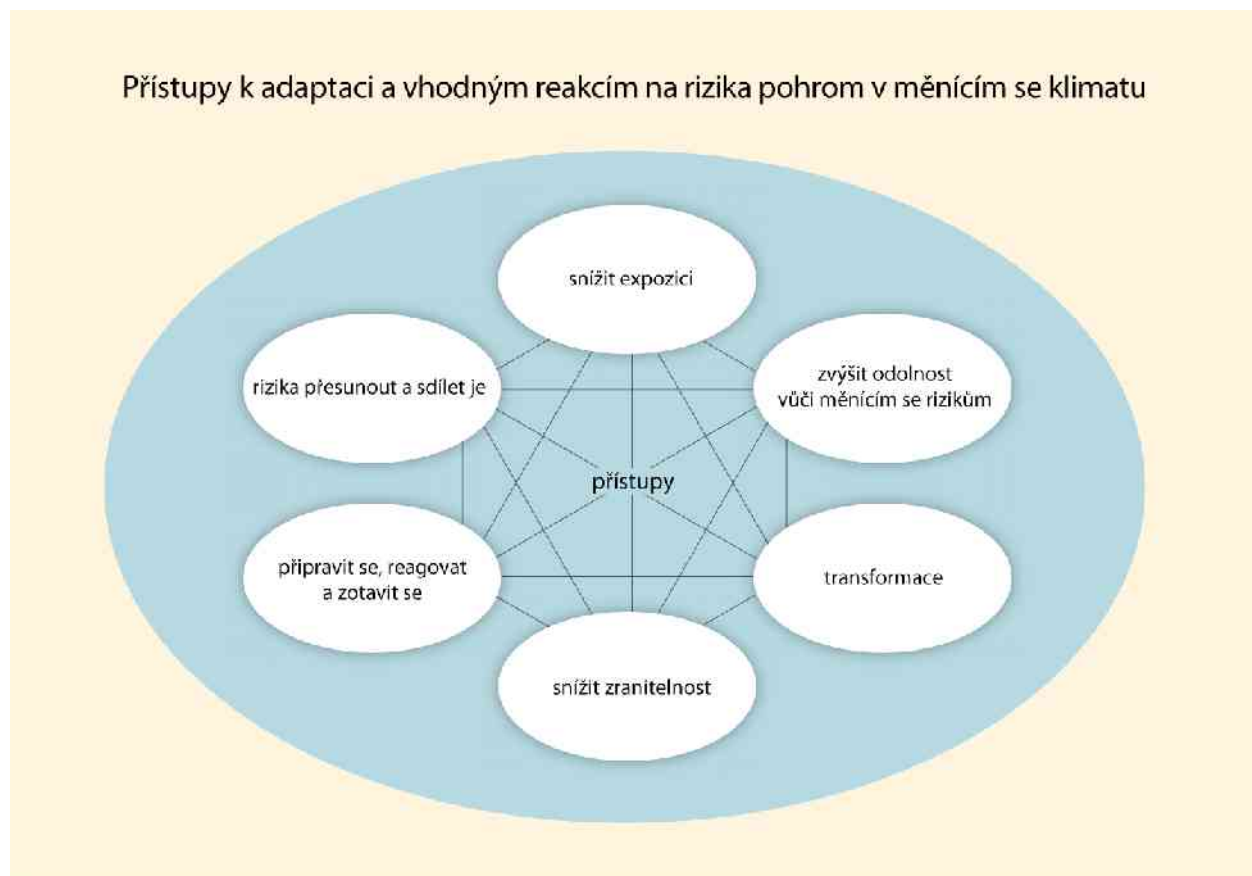 Přístupy k adaptaci a vhodným reakcím na rizika pohrom v měnícím se klimatu
snížit expozici
rizika přesunout a sdílet je
zvýšit odolnost
vůči měnícím se rizikům
přístupy
připravit se, reagovat
a zotavit se
transformace
snížit zranitelnost